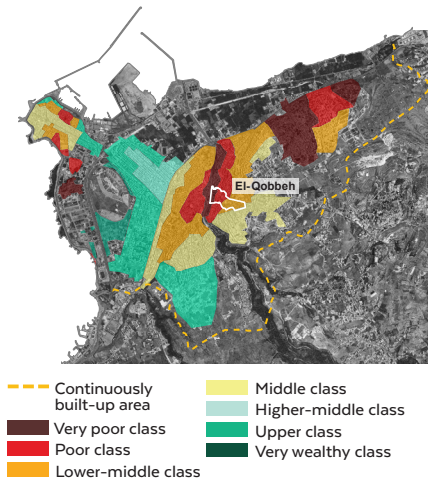 El-Qobbeh
Continuously
built-up area
Very poor class
Poor class
Lower-middle class
Middle class
Higher-middle class
Upper class
Very wealthy class